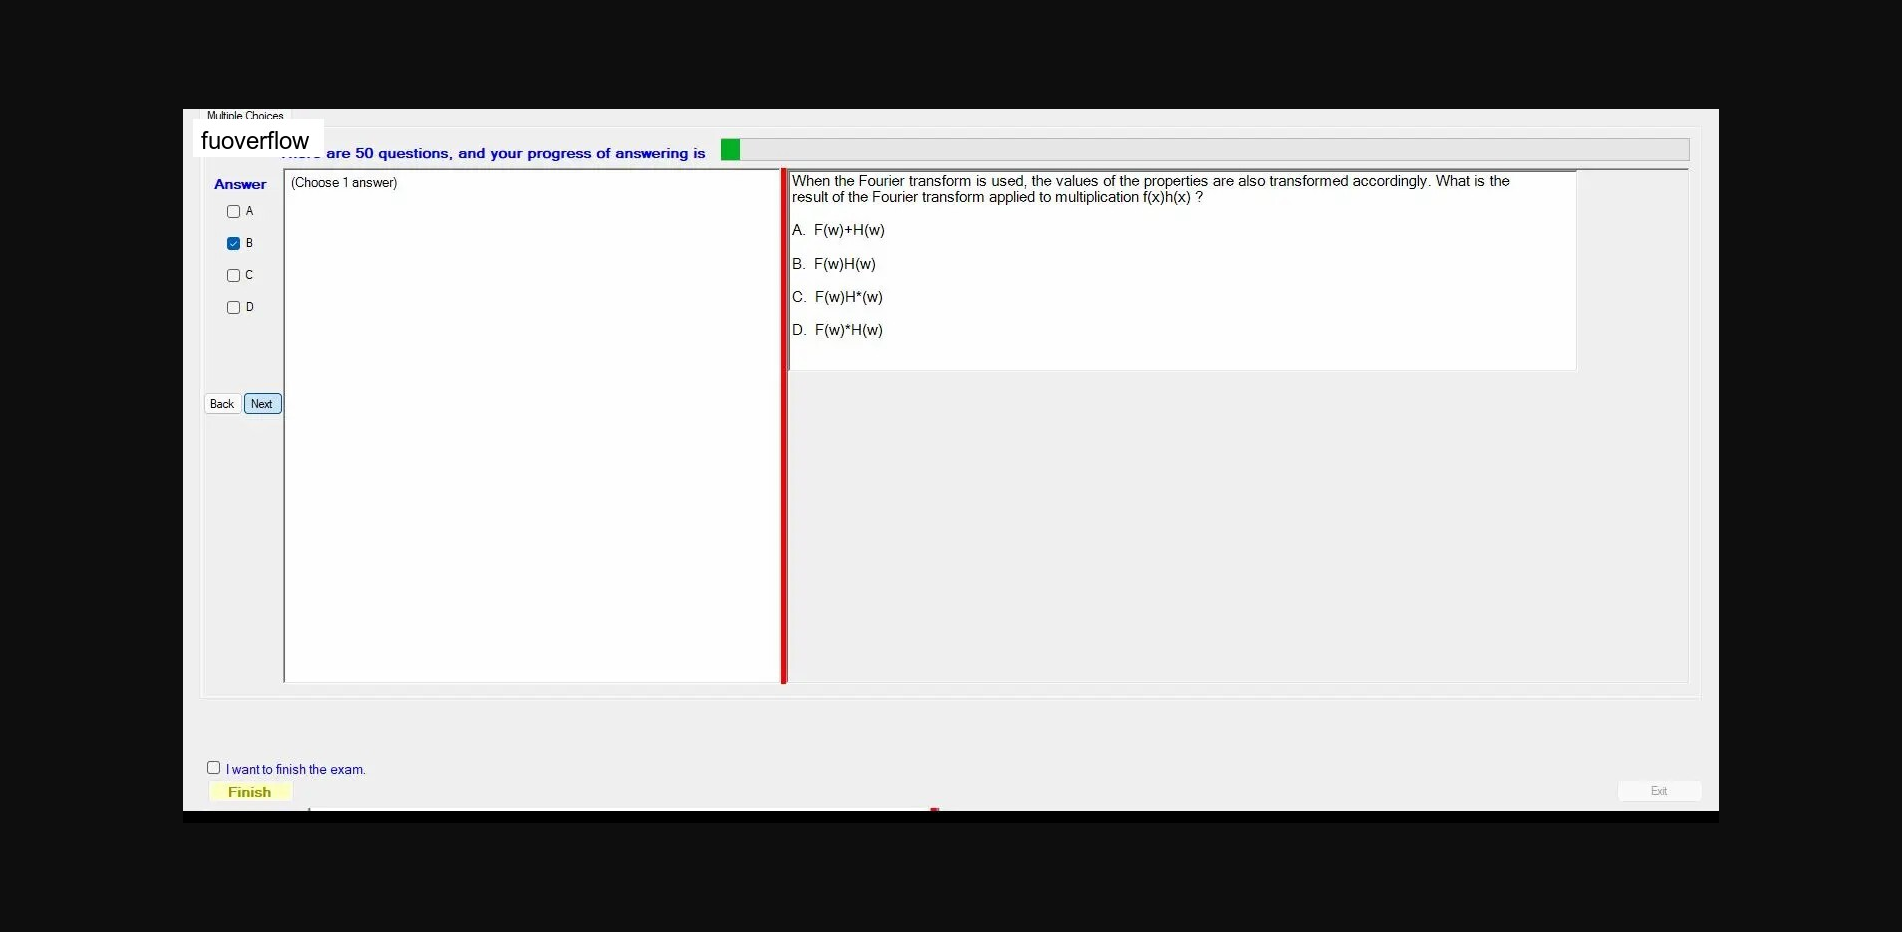 Multiple Choices
fuoverflow
are 50 questions, and your progress of answering is
Answer
(Choose 1 answer)
A
B
C
D
Back Next
When the Fourier transform is used, the values of the properties are also transformed accordingly. What is the
result of the Fourier transform applied to multiplication f(x)h(x) ?
A. F(w)+H(w)
B. F(w)H(w)
C. F(w)H*(w)
D. F(w)*H(w)
I want to finish the exam.
Finish
Exit